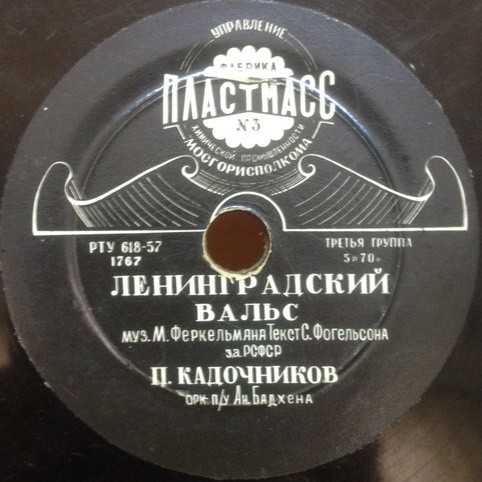 УПРАВЛЕНИЕ
ФАБРИКА
ПЛАСТМАСС
№3
ХИМИЧЕСКОЙ ПРОМЫШЛЕННОСТИ
МОСГОРИСПОЛКОМА
РТУ 618-57
1767
ТРЕТЬЯ ГРУППА
5р70к
ЛЕНИНГРАДСКИЙ
ВАЛЬС
муз. М. Феркельмана Текст С. Фогельсона
з.а. РСФСР
П. КАДОЧНИКОВ
орк. п/у Ан. Бадхена